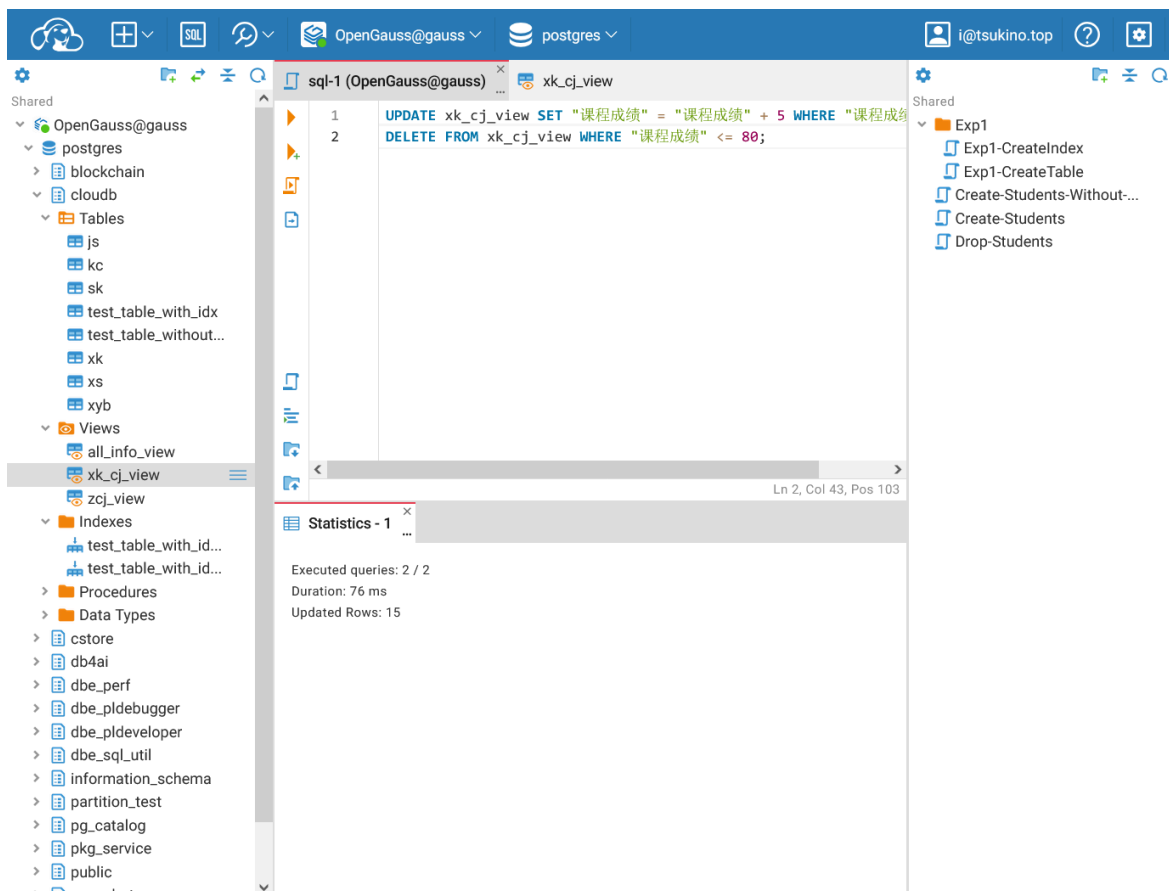 SQL
OpenGauss@gauss
postgres
i@tsukino.top
Shared
OpenGauss@gauss
postgres
blockchain
cloudb
Tables
js
kc
sk
test_table_with_idx
test_table_without...
xk
xs
xyb
Views
all_info_view
xk_cj_view
zcj_view
Indexes
test_table_with_id...
test_table_with_id...
Procedures
Data Types
cstore
db4ai
dbe_perf
dbe_pldebugger
dbe_pldeveloper
dbe_sql_util
information_schema
partition_test
pg_catalog
pkg_service
public
sql-1 (OpenGauss@gauss)
xk_cj_view
1 UPDATE xk_cj_view SET "课程成绩" = "课程成绩" + 5 WHERE "课程成绩
2 DELETE FROM xk_cj_view WHERE "课程成绩" <= 80;
Ln 2, Col 43, Pos 103
Statistics - 1
Executed queries: 2 / 2
Duration: 76 ms
Updated Rows: 15
Shared
Exp1
Exp1-CreateIndex
Exp1-CreateTable
Create-Students-Without-...
Create-Students
Drop-Students